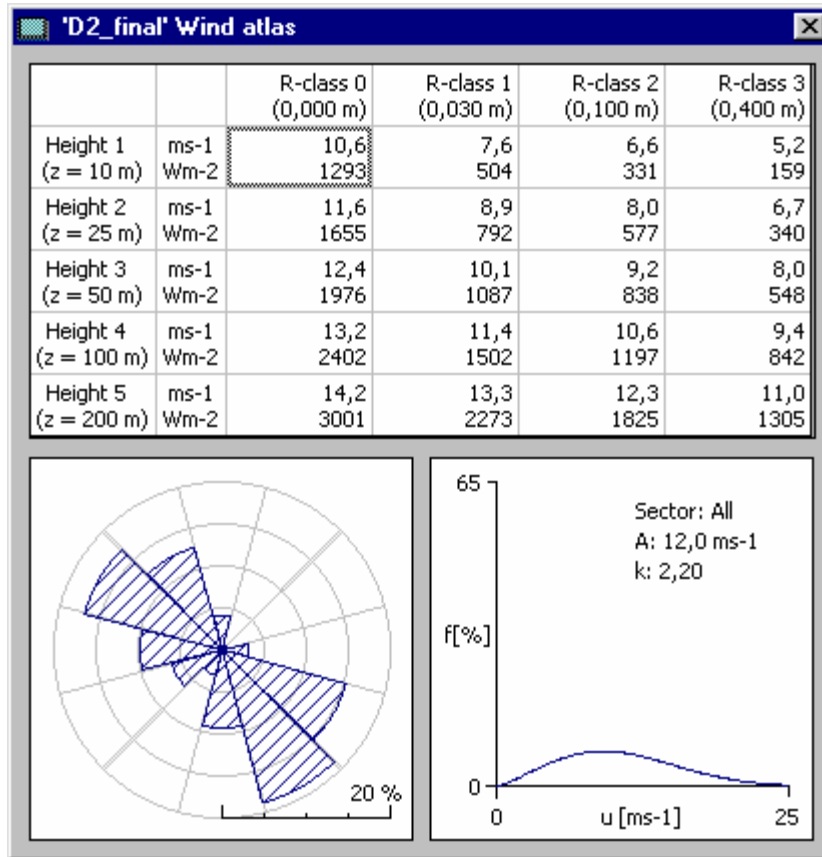 'D2_final' Wind atlas
R-class 0 R-class 1 R-class 2 R-class 3
(0,000 m) (0,030 m) (0,100 m) (0,400 m)
Height 1 ms-1 10,6 7,6 6,6 5,2
(z = 10 m) Wm-2 1293 504 331 159
Height 2 ms-1 11,6 8,9 8,0 6,7
(z = 25 m) Wm-2 1655 792 577 340
Height 3 ms-1 12,4 10,1 9,2 8,0
(z = 50 m) Wm-2 1976 1087 838 548
Height 4 ms-1 13,2 11,4 10,6 9,4
(z = 100 m) Wm-2 2402 1502 1197 842
Height 5 ms-1 14,2 13,3 12,3 11,0
(z = 200 m) Wm-2 3001 2273 1825 1305
20 %
65
Sector: All
A: 12,0 ms-1
k: 2,20
f[%]
0
0 u [ms-1] 25